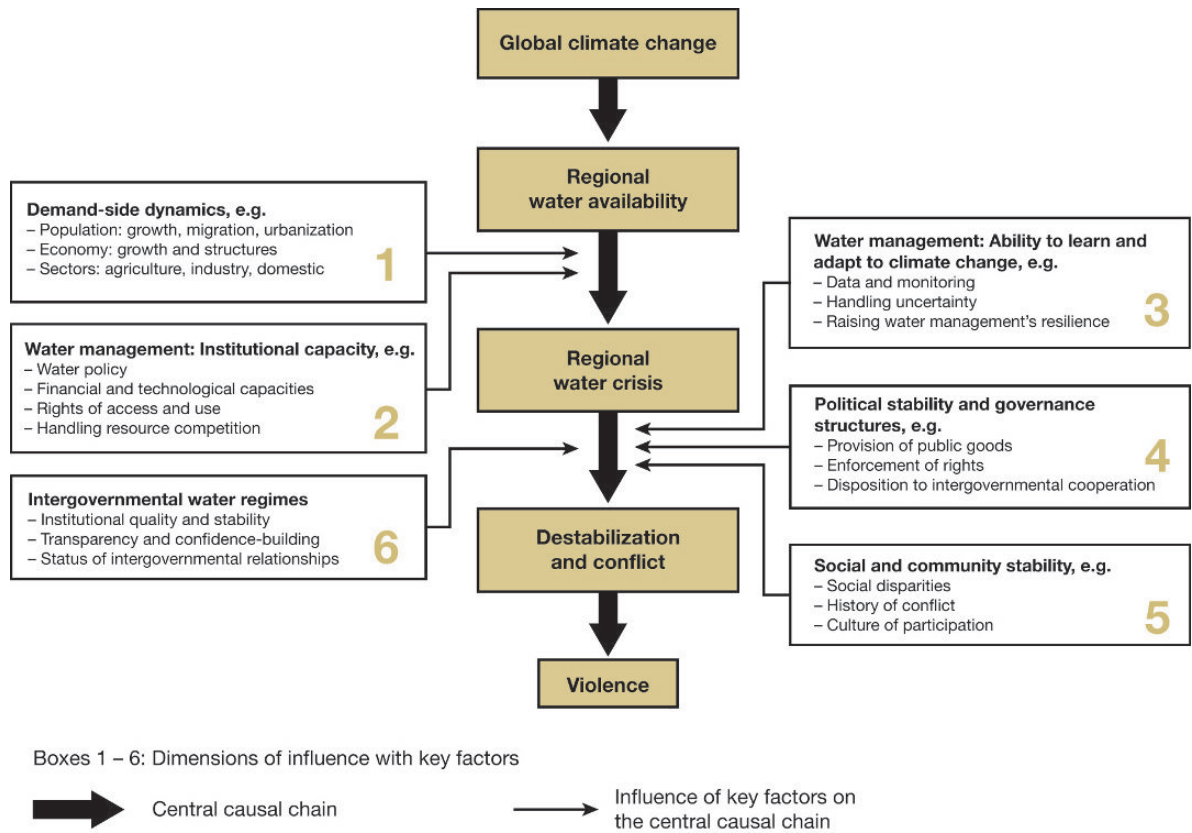 Global climate change
Regional
water availability
Demand-side dynamics, e.g.
– Population: growth, migration, urbanization
– Economy: growth and structures
– Sectors: agriculture, industry, domestic
1
Water management: Ability to learn and
adapt to climate change, e.g.
– Data and monitoring
– Handling uncertainty
– Raising water management’s resilience
3
Water management: Institutional capacity, e.g.
– Water policy
– Financial and technological capacities
– Rights of access and use
– Handling resource competition
2
Regional
water crisis
Political stability and governance
structures, e.g.
– Provision of public goods
– Enforcement of rights
– Disposition to intergovernmental cooperation
4
Intergovernmental water regimes
– Institutional quality and stability
– Transparency and confidence-building
– Status of intergovernmental relationships
6
Destabilization
and conflict
Social and community stability, e.g.
– Social disparities
– History of conflict
– Culture of participation
5
Violence
Boxes 1 – 6: Dimensions of influence with key factors
Central causal chain
Influence of key factors on
the central causal chain